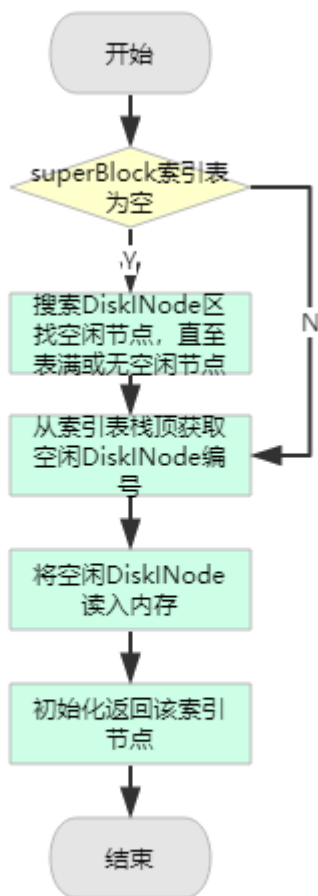 开始
superBlock索引表
为空
Y
搜索DiskINode区
找空闲节点，直至
表满或无空闲节点
N
从索引表栈顶获取
空闲DiskINode编
号
将空闲DiskINode
读入内存
初始化返回该索引
节点
结束